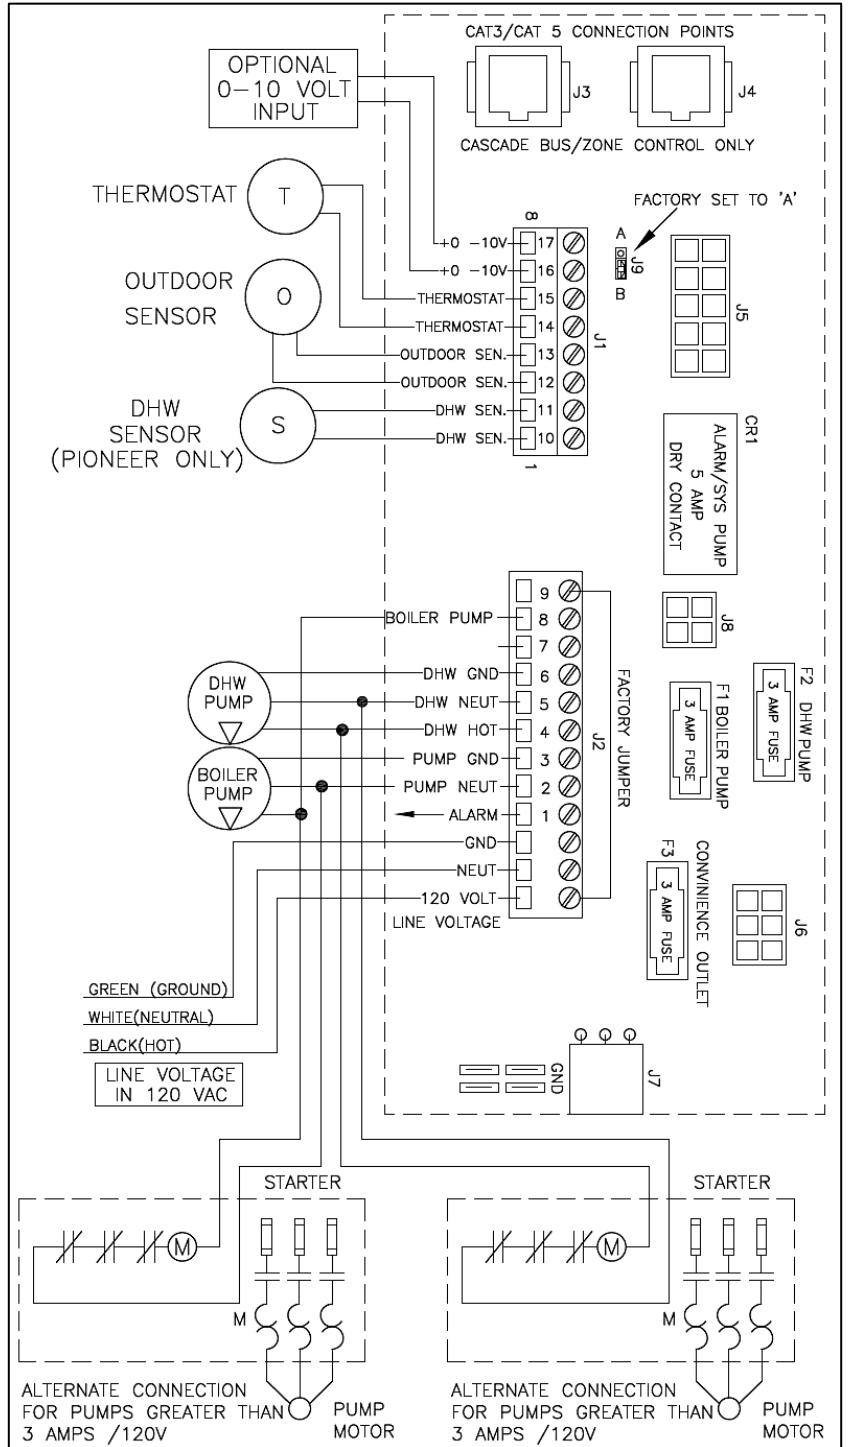 CAT3/CAT 5 CONNECTION POINTS
OPTIONAL
0-10 VOLT
INPUT
J3
J4
CASCADE BUS/ZONE CONTROL ONLY
THERMOSTAT
T
FACTORY SET TO 'A'
OUTDOOR
SENSOR
O
DHW
SENSOR
(PIONEER ONLY)
S
8
+0 -10V
17
+0 -10V
16
THERMOSTAT
15
THERMOSTAT
14
OUTDOOR SEN.
13
OUTDOOR SEN.
12
DHW SEN.
11
DHW SEN.
10
1
J1
A
J9
B
J5
CR1
ALARM/SYS PUMP
5 AMP
DRY CONTACT
J8
9
BOILER PUMP
8
7
DHW GND
6
DHW NEUT
5
DHW HOT
4
PUMP GND
3
PUMP NEUT
2
ALARM
1
GND
NEUT
120 VOLT
LINE VOLTAGE
J2
FACTORY JUMPER
DHW
PUMP
BOILER
PUMP
F1 BOILER PUMP
3 AMP FUSE
F2 DHW PUMP
3 AMP FUSE
F3
CONVINIENCE OUTLET
3 AMP FUSE
J6
GREEN (GROUND)
WHITE(NEUTRAL)
BLACK(HOT)
LINE VOLTAGE
IN 120 VAC
GND
J7
STARTER
M
M
ALTERNATE CONNECTION
FOR PUMPS GREATER THAN
3 AMPS /120V
PUMP
MOTOR
STARTER
M
M
ALTERNATE CONNECTION
FOR PUMPS GREATER THAN
3 AMPS /120V
PUMP
MOTOR